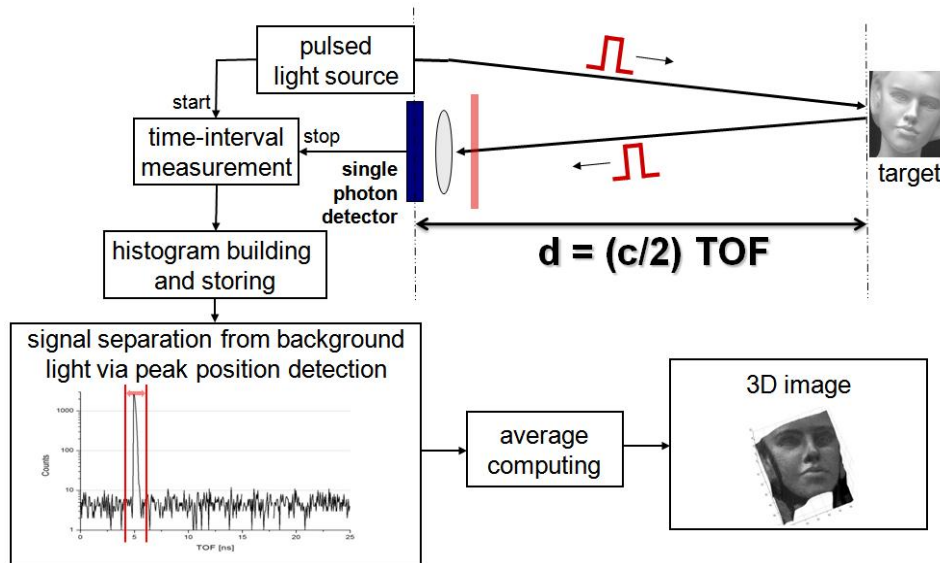 pulsed
light source
start
time-interval
measurement
stop
single
photon
detector
target
d = (c/2) TOF
histogram building
and storing
signal separation from background
light via peak position detection
1000
100
10
1
Counts
0
5
10
15
20
25
TOF [ns]
average
computing
3D image